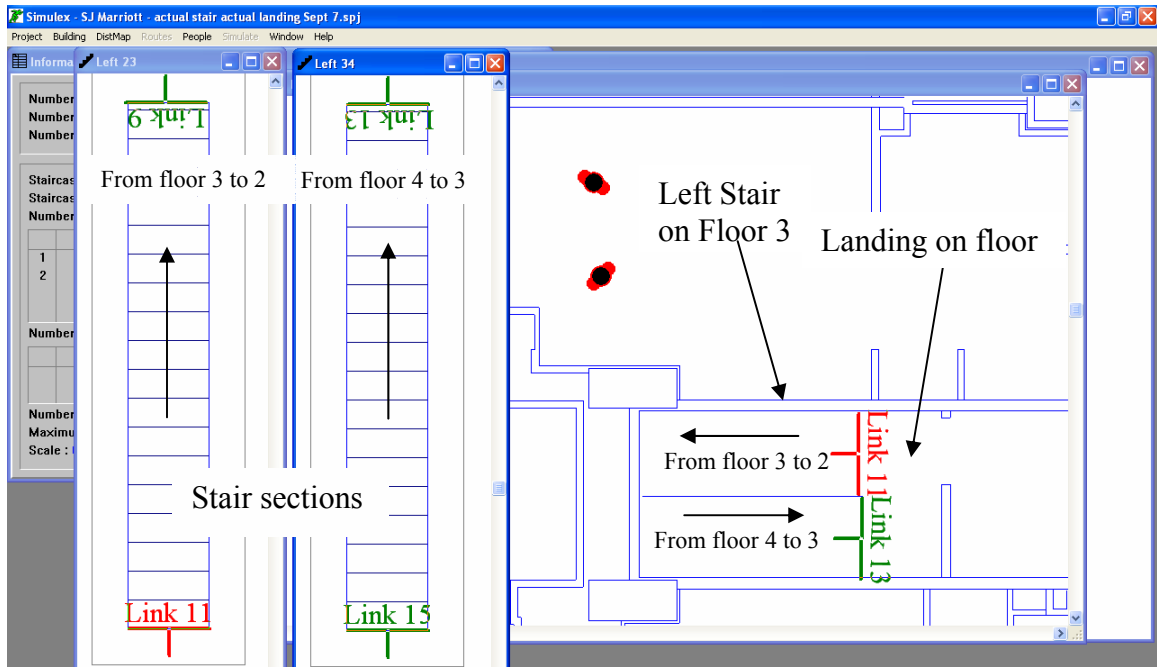 Simulex - SJ Marriott - actual stair actual landing Sept 7.spj
Project Building DistMap Routes People Simulate Window Help
Informa
Left 23
Left 34
Number
Number
Number
Staircas
Staircas
Number
1
2
Number
Number
Maximu
Scale :
Link 9
From floor 3 to 2
Stair sections
Link 11
Link 13
From floor 4 to 3
Link 15
Left Stair
on Floor 3
Landing on floor
From floor 3 to 2
Link 11
From floor 4 to 3
Link 13